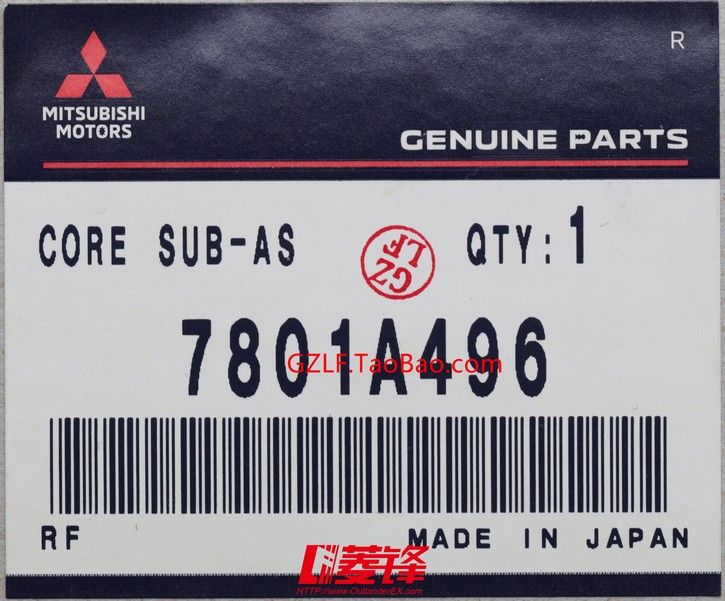 R
MITSUBISHI
MOTORS
GENUINE PARTS
CORE SUB-AS
GZ
LF
QTY: 1
7801A496
GZLF.TaoBao.com
RF
MADE IN JAPAN
菱锋
HTTP://www.OutlanderEX.com